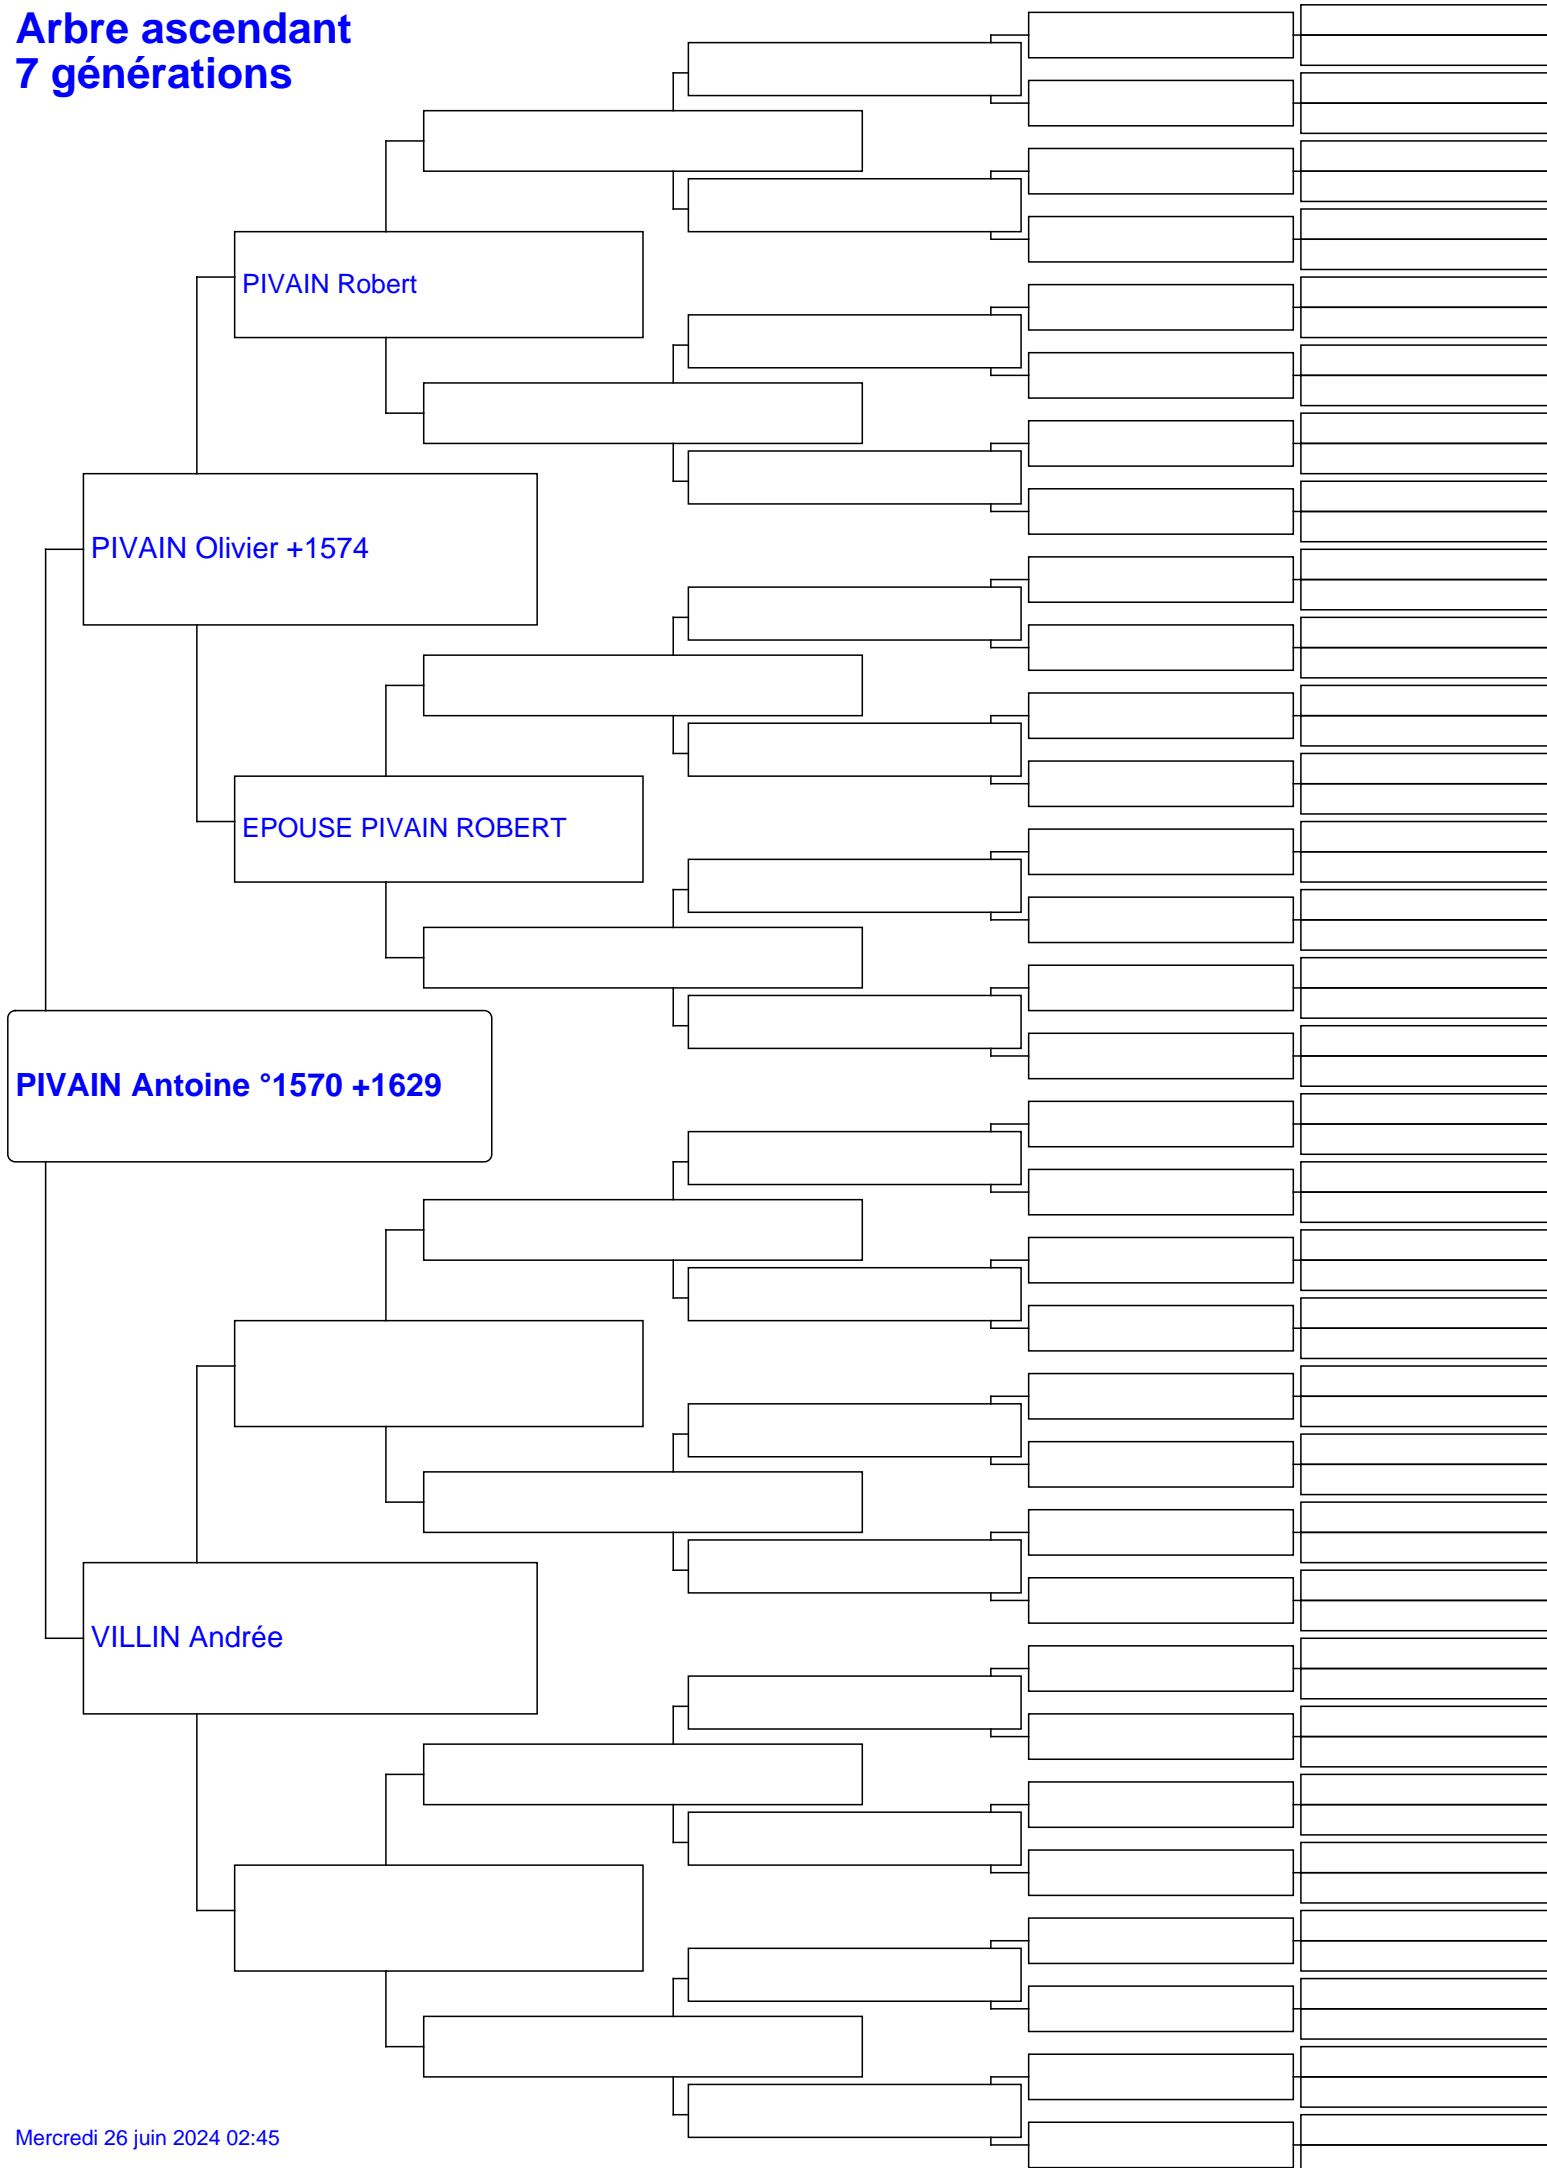 Arbre ascendant
7 générations
PIVAIN Robert
PIVAIN Olivier +1574
EPOUSE PIVAIN ROBERT
PIVAIN Antoine °1570 +1629
VILLIN Andrée
Mercredi 26 juin 2024 02:45